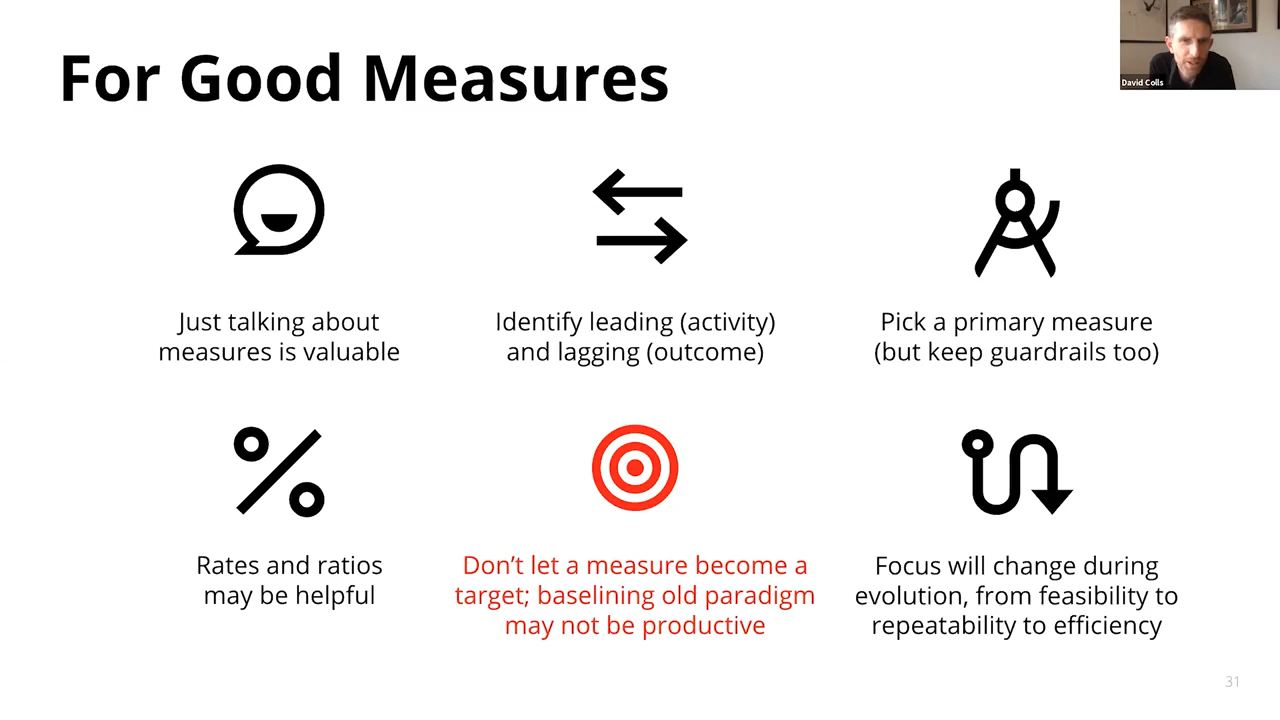 For Good Measures
David Colls
Just talking about
measures is valuable
Identify leading (activity)
and lagging (outcome)
Pick a primary measure
(but keep guardrails too)
Rates and ratios
may be helpful
Don’t let a measure become a
target; baselining old paradigm
may not be productive
Focus will change during
evolution, from feasibility to
repeatability to efficiency
31